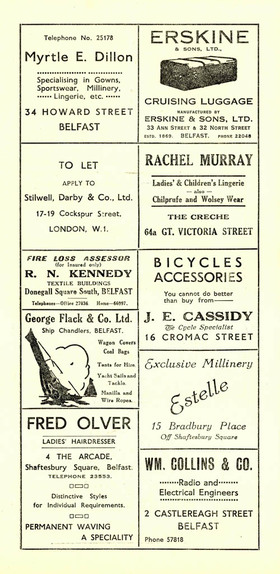 Telephone No. 25178
Myrtle E. Dillon
Specialising in Gowns,
Sportswear, Millinery,
Lingerie, etc.
34 HOWARD STREET
BELFAST
ERSKINE
& SONS, LTD.,
CRUISING LUGGAGE
MANUFACTURED BY
ERSKINE & SONS, LTD.
33 ANN STREET & 32 NORTH STREET
ESTD. 1869. BELFAST. PHONE 22048
TO LET
APPLY TO
Stilwell, Darby & Co., Ltd.
17-19 Cockspur Street,
LONDON, W.1.
RACHEL MURRAY
Ladies' & Children's Lingerie
— also —
Chilprufe and Wolsey Wear
THE CRECHE
64a GT. VICTORIA STREET
FIRE LOSS ASSESSOR
(for Insured only)
R. N. KENNEDY
TEXTILE BUILDINGS
Donegall Square South, BELFAST
Telephones—Office 27036 Home—66997.
BICYCLES
ACCESSORIES
You cannot do better
than buy from—
J. E. CASSIDY
The Cycle Specialist
16 CROMAC STREET
George Flack & Co. Ltd.
Ship Chandlers, BELFAST.
Wagon Covers
Coal Bags
Tents for Hire.
Yacht Sails and
Tackle.
Manilla and
Wire Ropes.
Exclusive Millinery
Estelle
15 Bradbury Place
Off Shaftesbury Square
FRED OLVER
LADIES' HAIRDRESSER
4 THE ARCADE,
Shaftesbury Square, Belfast.
TELEPHONE 23553.
Distinctive Styles
for Individual Requirements.
PERMANENT WAVING
A SPECIALITY
WM. COLLINS & CO.
Radio and
Electrical Engineers
2 CASTLEREAGH STREET
BELFAST
Phone 57818